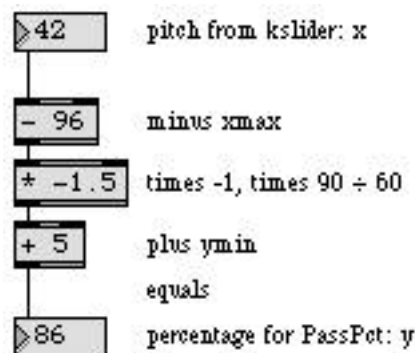 42 pitch from kslider: x
- 96 minus xmax
* -1.5 times -1, times 90 ÷ 60
+ 5 plus ymin
equals
86 percentage for PassPct: y